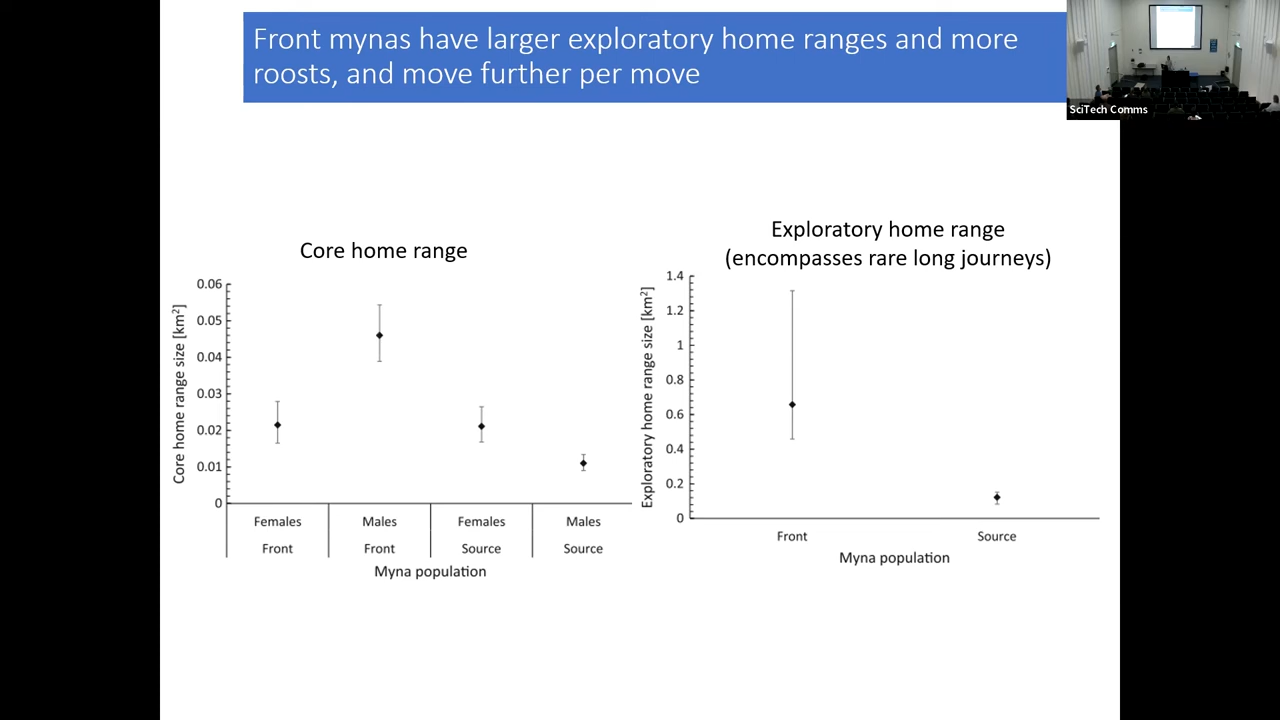 Front mynas have larger exploratory home ranges and more
roosts, and move further per move
SciTech Comms
Core home range
Core home range size [km²]
0.06
0.05
0.04
0.03
0.02
0.01
0
Females
Males
Females
Males
Front
Front
Source
Source
Myna population
Exploratory home range
(encompasses rare long journeys)
Exploratory home range size [km²]
1.4
1.2
1
0.8
0.6
0.4
0.2
0
Front
Source
Myna population